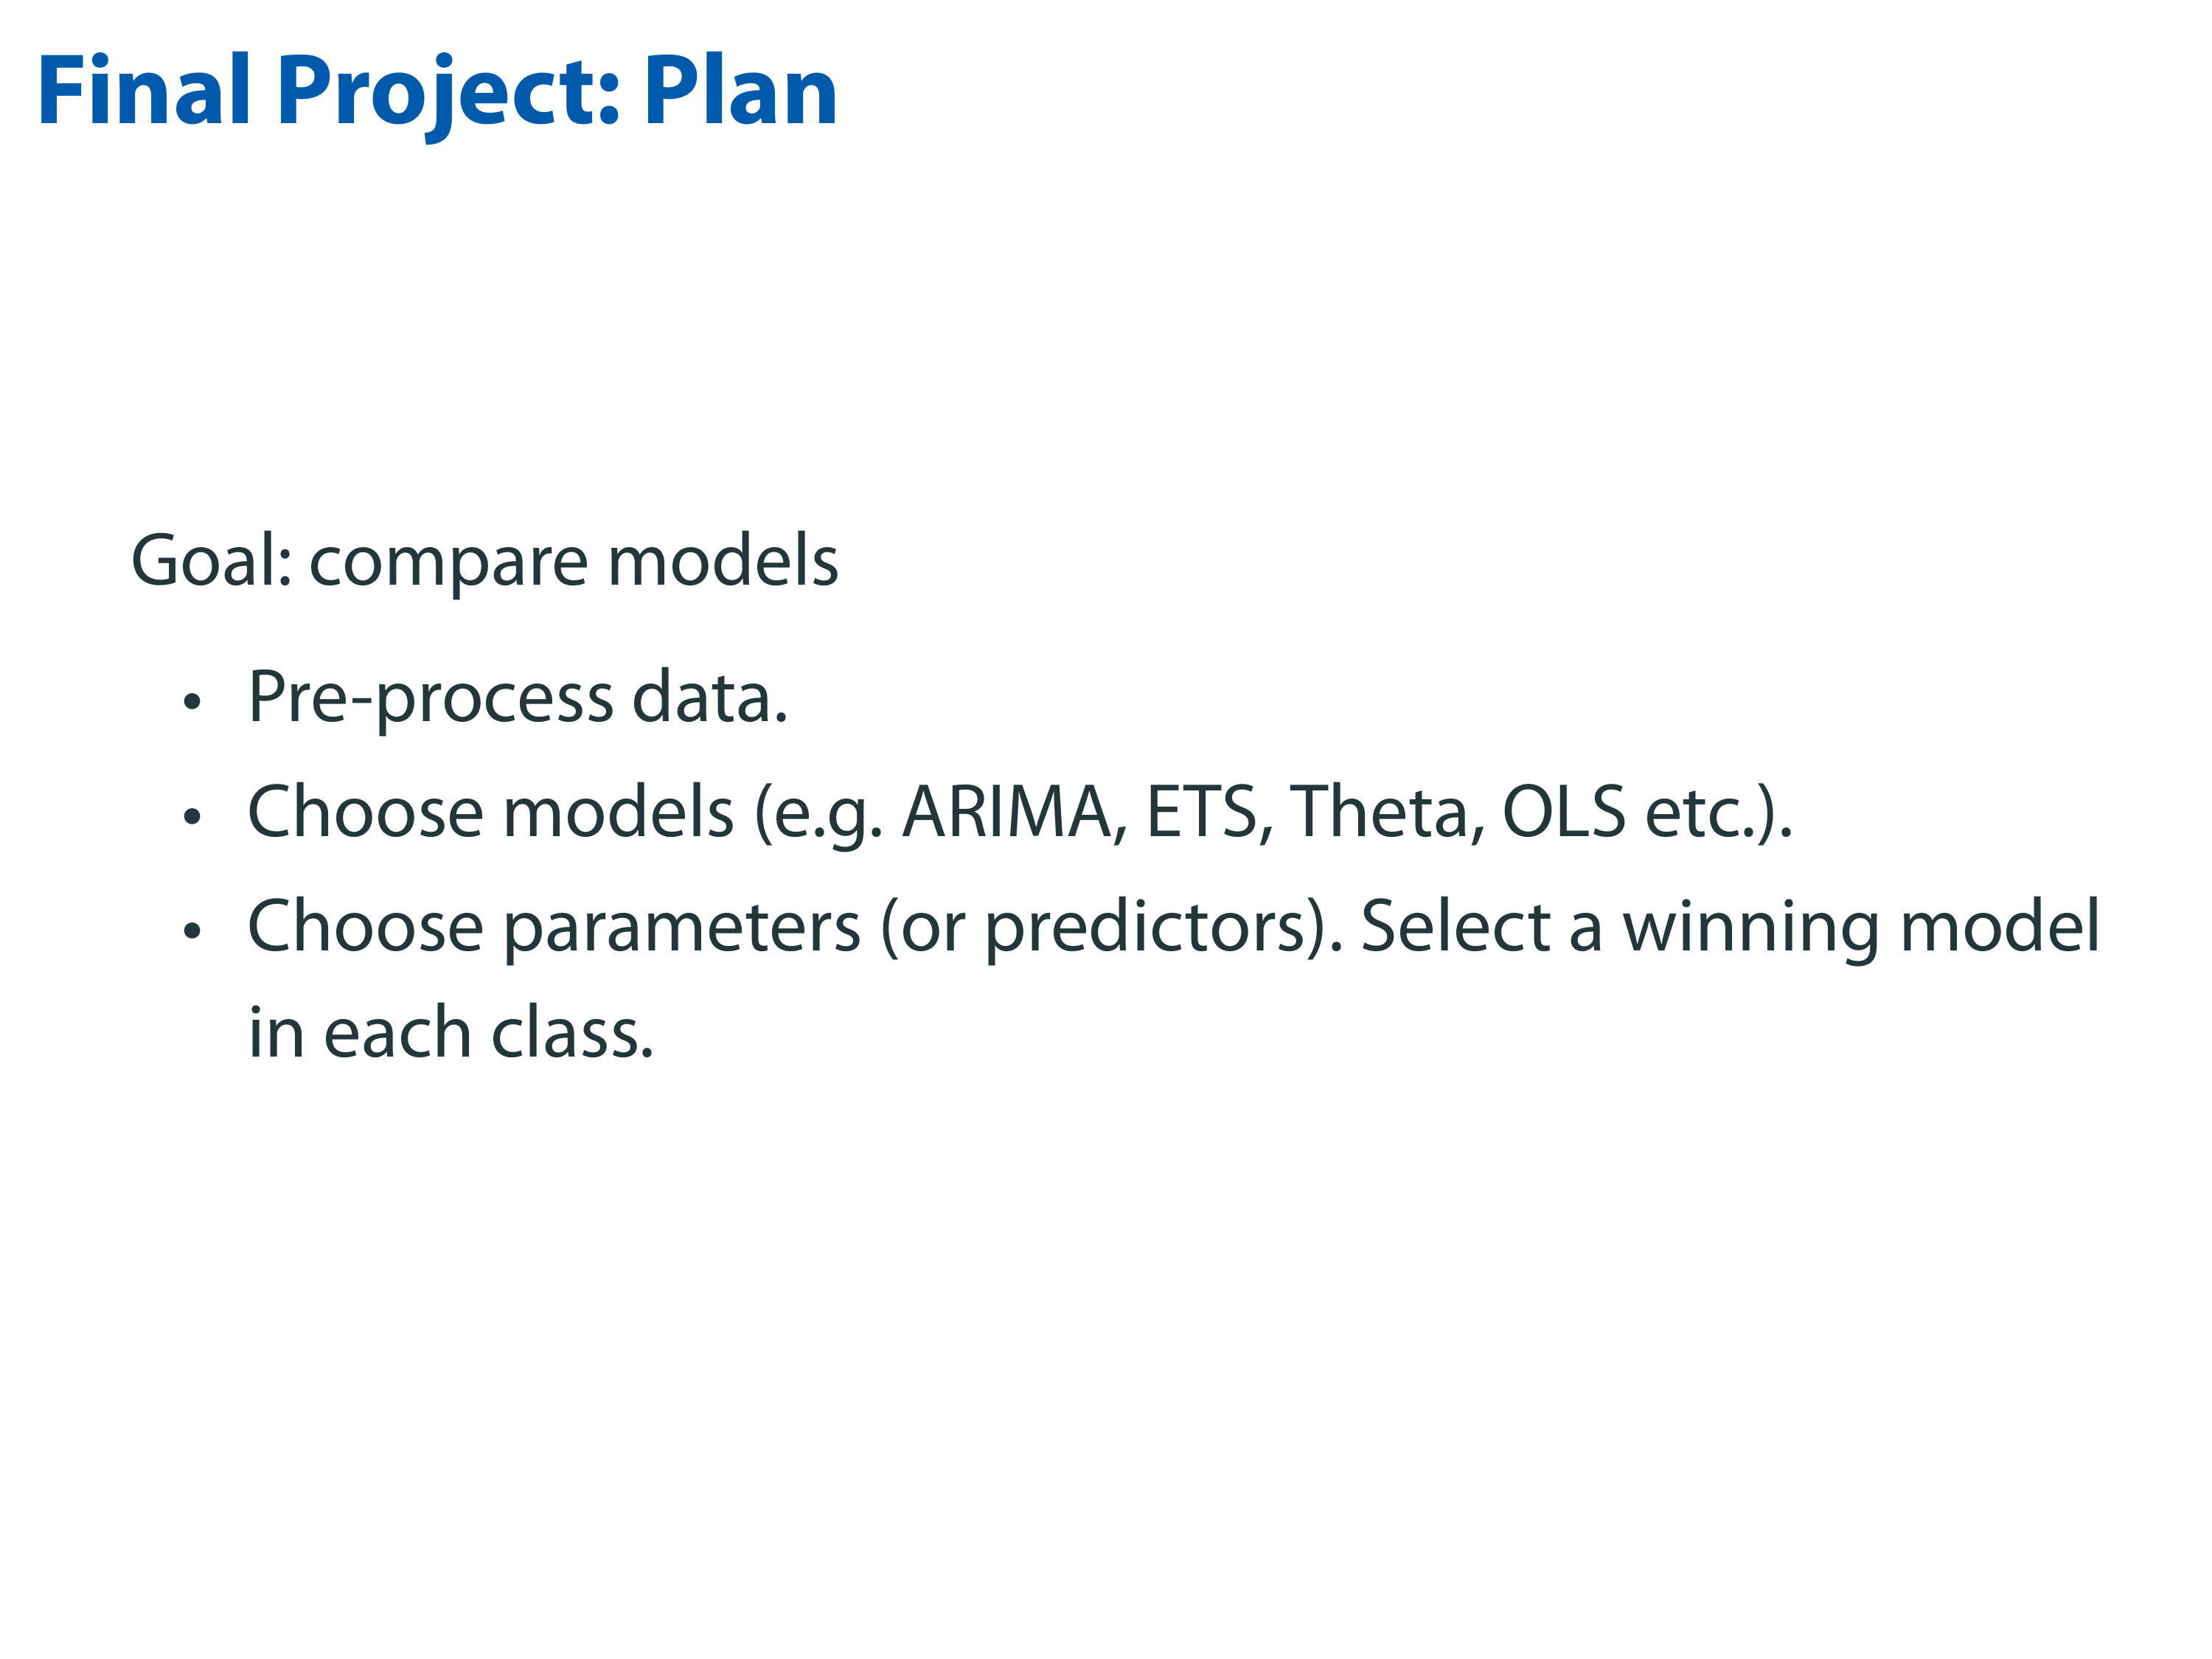 Final Project: Plan
Goal: compare models
• Pre-process data.
• Choose models (e.g. ARIMA, ETS, Theta, OLS etc.).
• Choose parameters (or predictors). Select a winning model
in each class.